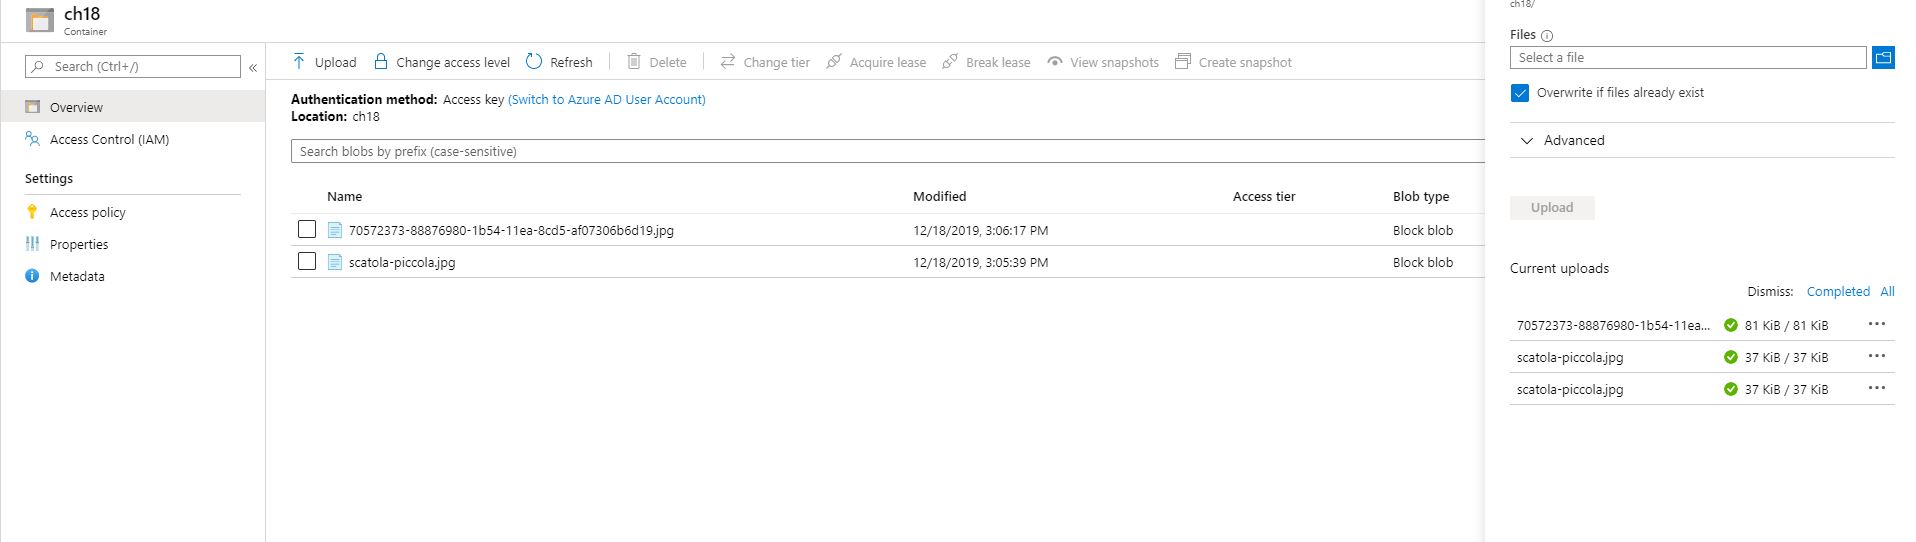 ch18
Container
Search (Ctrl+/)
«
Overview
Access Control (IAM)
Settings
Access policy
Properties
Metadata
Upload Change access level Refresh Delete Change tier Acquire lease Break lease View snapshots Create snapshot
Authentication method: Access key (Switch to Azure AD User Account)
Location: ch18
Search blobs by prefix (case-sensitive)
Name Modified Access tier Blob type
70572373-88876980-1b54-11ea-8cd5-af07306b6d19.jpg 12/18/2019, 3:06:17 PM Block blob
scatola-piccola.jpg 12/18/2019, 3:05:39 PM Block blob
ch18/
Files
Select a file
Overwrite if files already exist
Advanced
Upload
Current uploads
Dismiss: Completed All
70572373-88876980-1b54-11ea... 81 KiB / 81 KiB
scatola-piccola.jpg 37 KiB / 37 KiB
scatola-piccola.jpg 37 KiB / 37 KiB